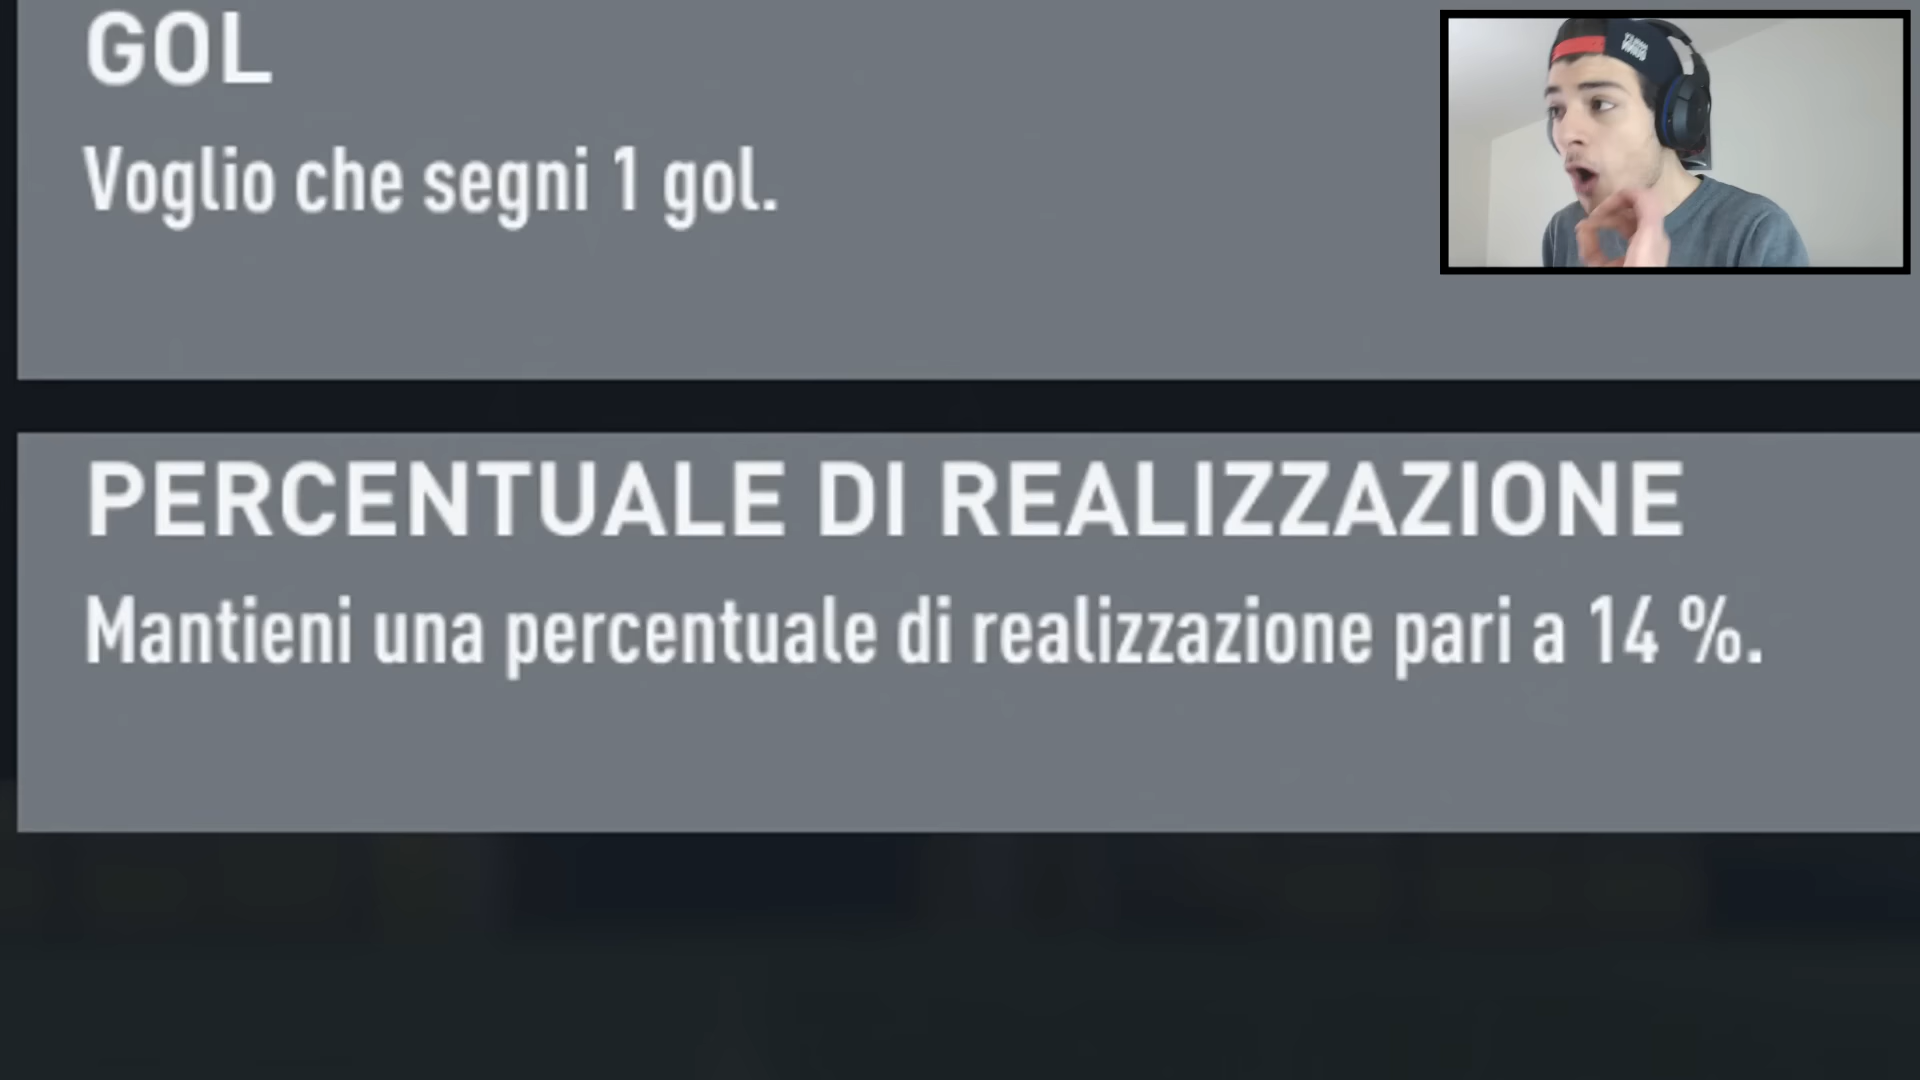 GOL
Voglio che segni 1 gol.
PERCENTUALE DI REALIZZAZIONE
Mantieni una percentuale di realizzazione pari a 14 %.